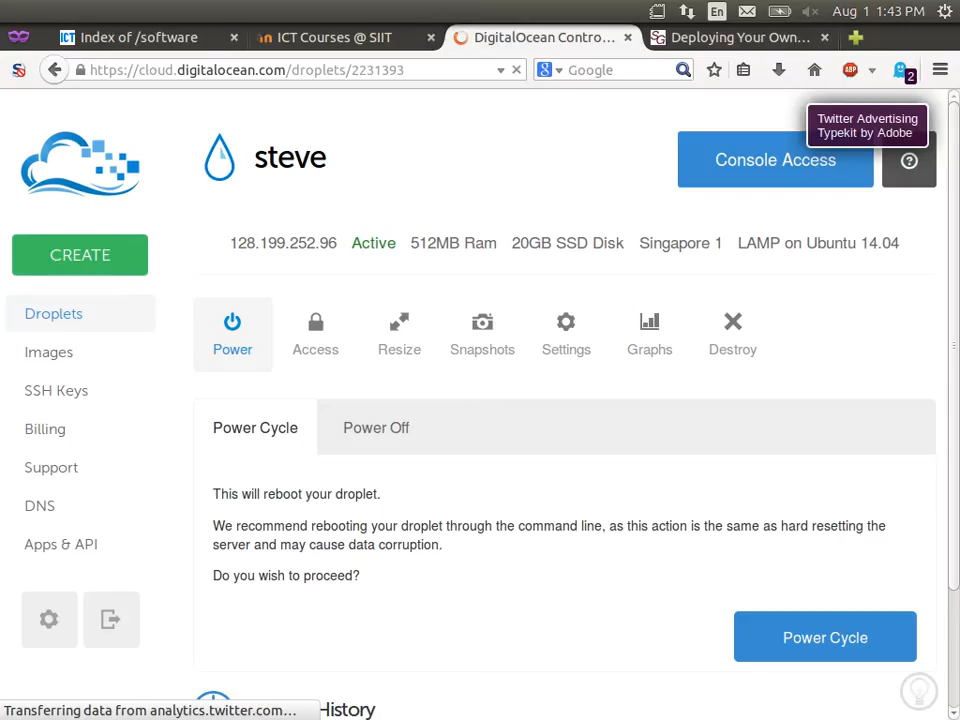 En
Aug 1 1:43 PM
ICT Index of /software
ICT Courses @ SIIT
DigitalOcean Contro...
SG Deploying Your Own...
https://cloud.digitalocean.com/droplets/2231393
8 Google
ABP
2
Twitter Advertising
Typekit by Adobe
steve
Console Access
?
128.199.252.96 Active 512MB Ram 20GB SSD Disk Singapore 1 LAMP on Ubuntu 14.04
CREATE
Droplets
Images
SSH Keys
Billing
Support
DNS
Apps & API
Power
Access
Resize
Snapshots
Settings
Graphs
Destroy
Power Cycle
Power Off
This will reboot your droplet.
We recommend rebooting your droplet through the command line, as this action is the same as hard resetting the
server and may cause data corruption.
Do you wish to proceed?
Power Cycle
History
Transferring data from analytics.twitter.com...